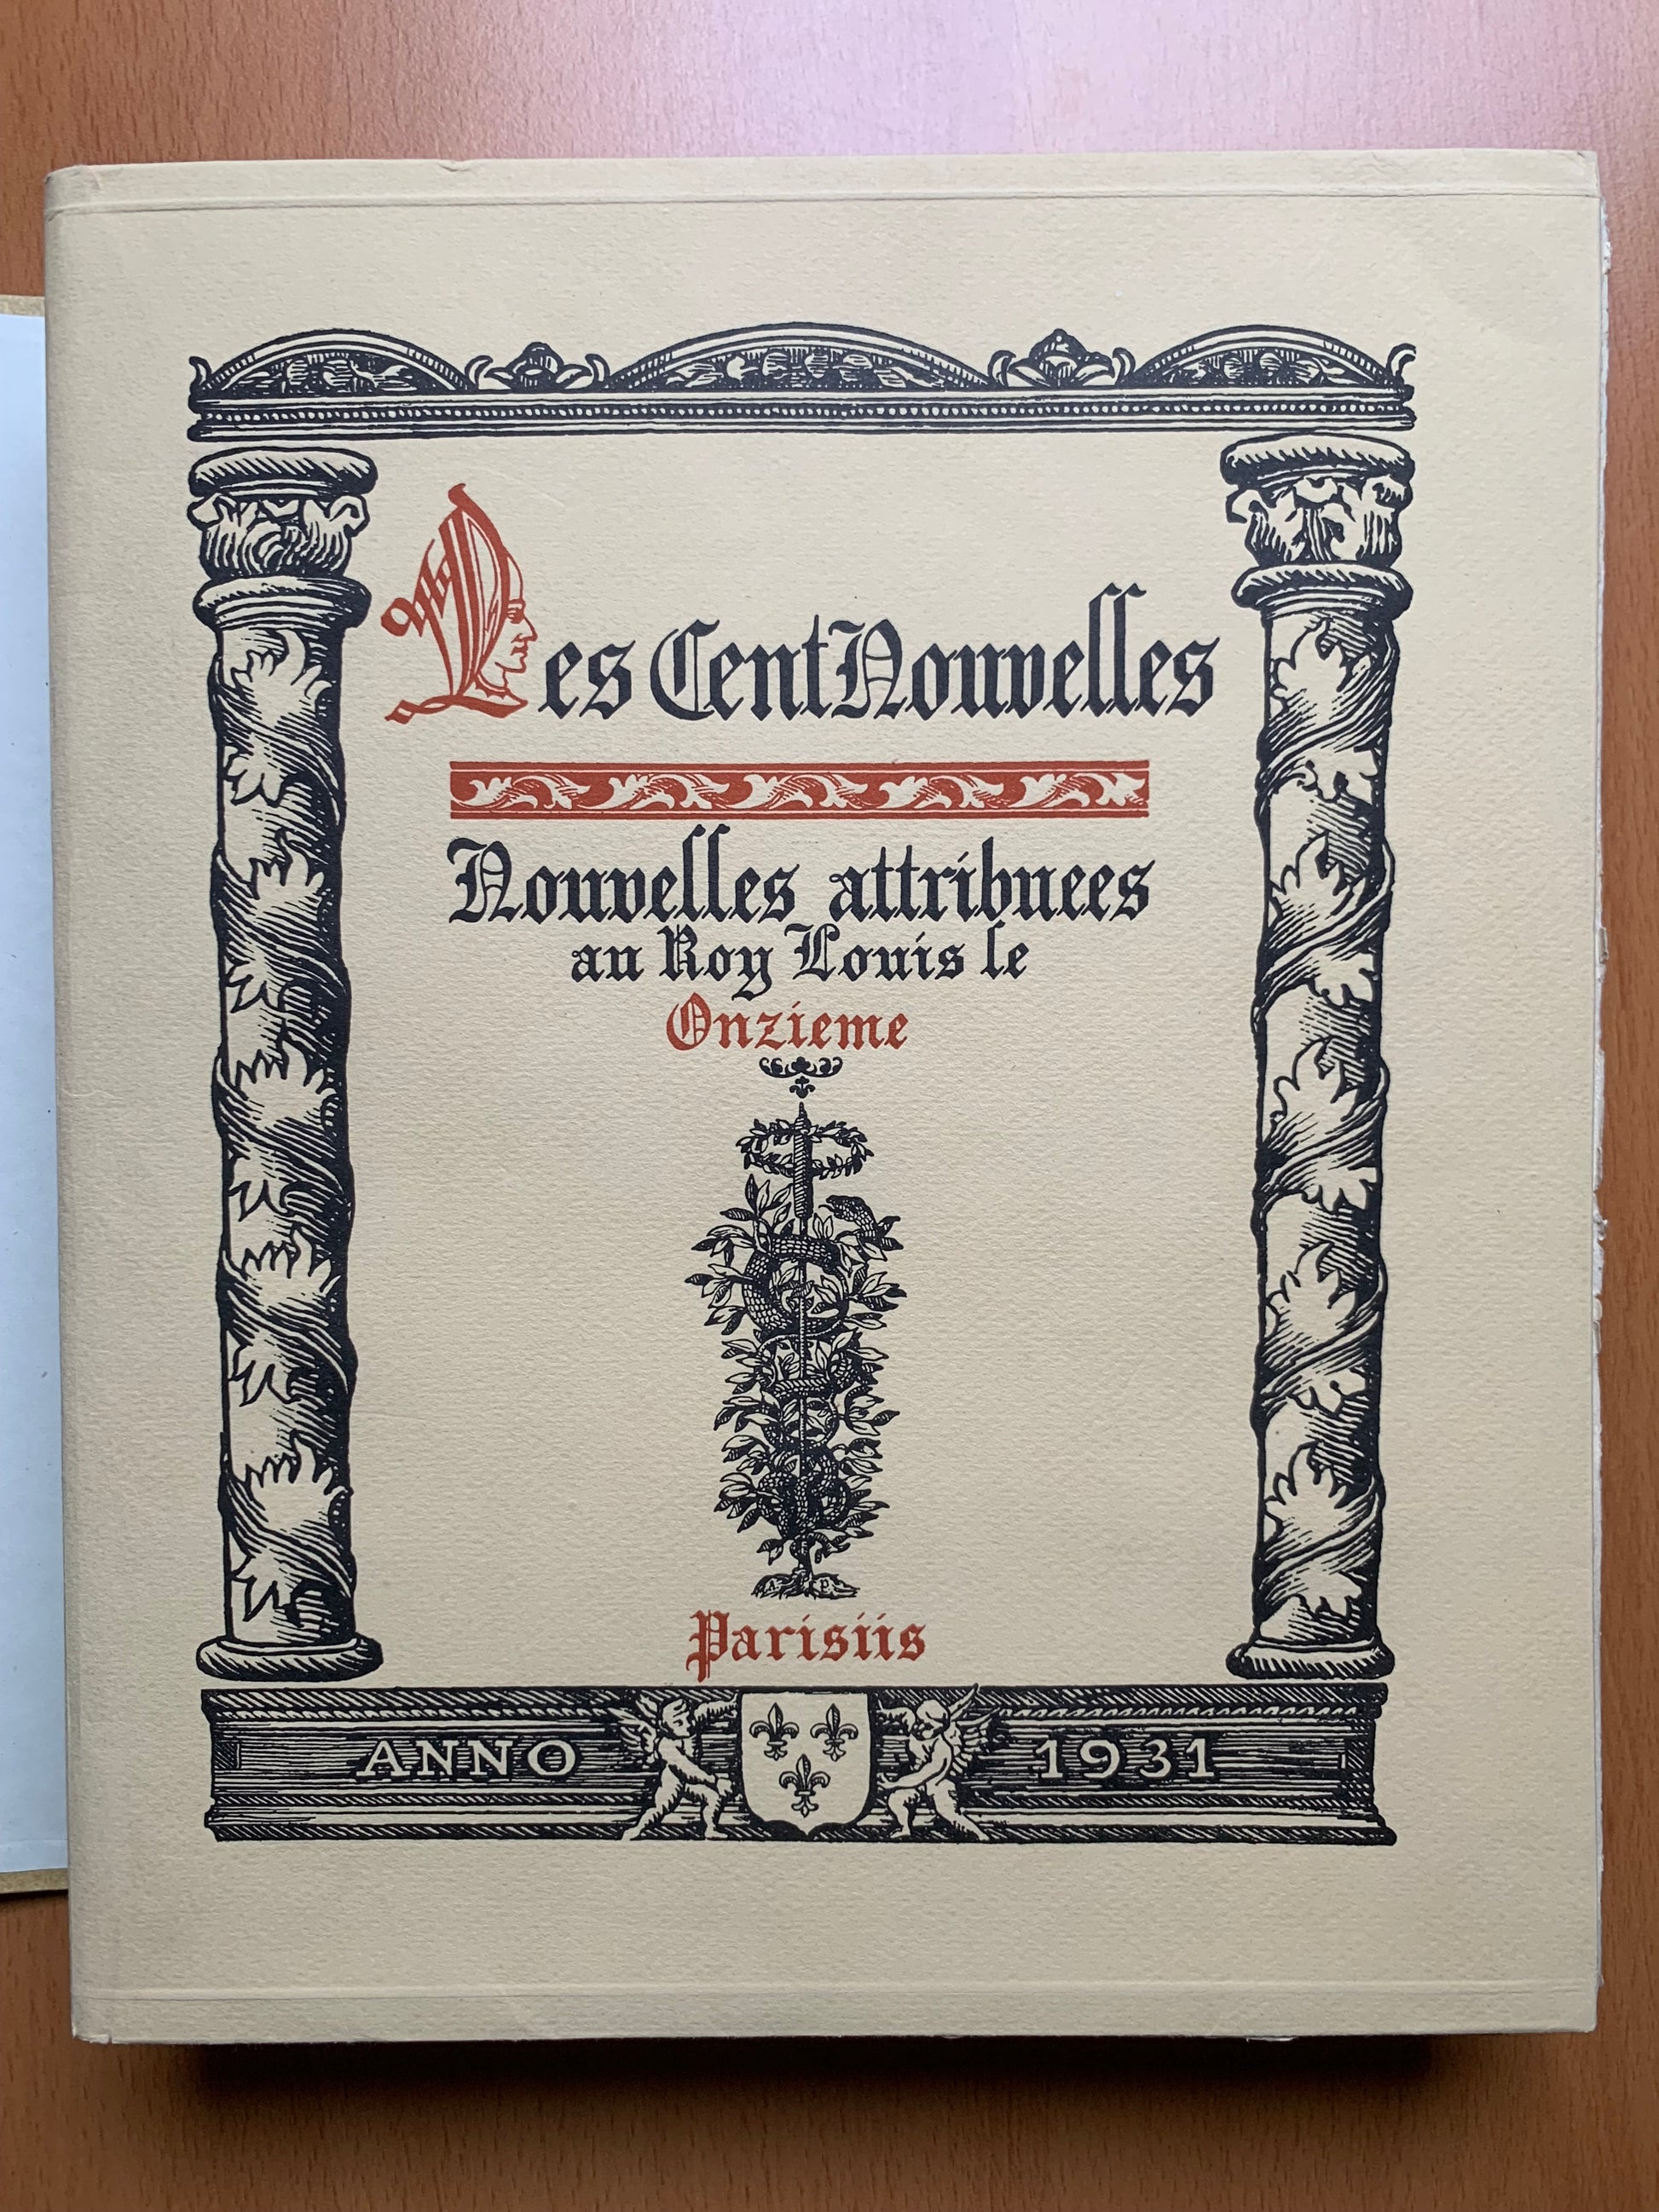 Les Cent Nouvelles
Nouvelles attribuees
au Roy Louis le
Onzieme
A P
Parisiis
ANNO 1931